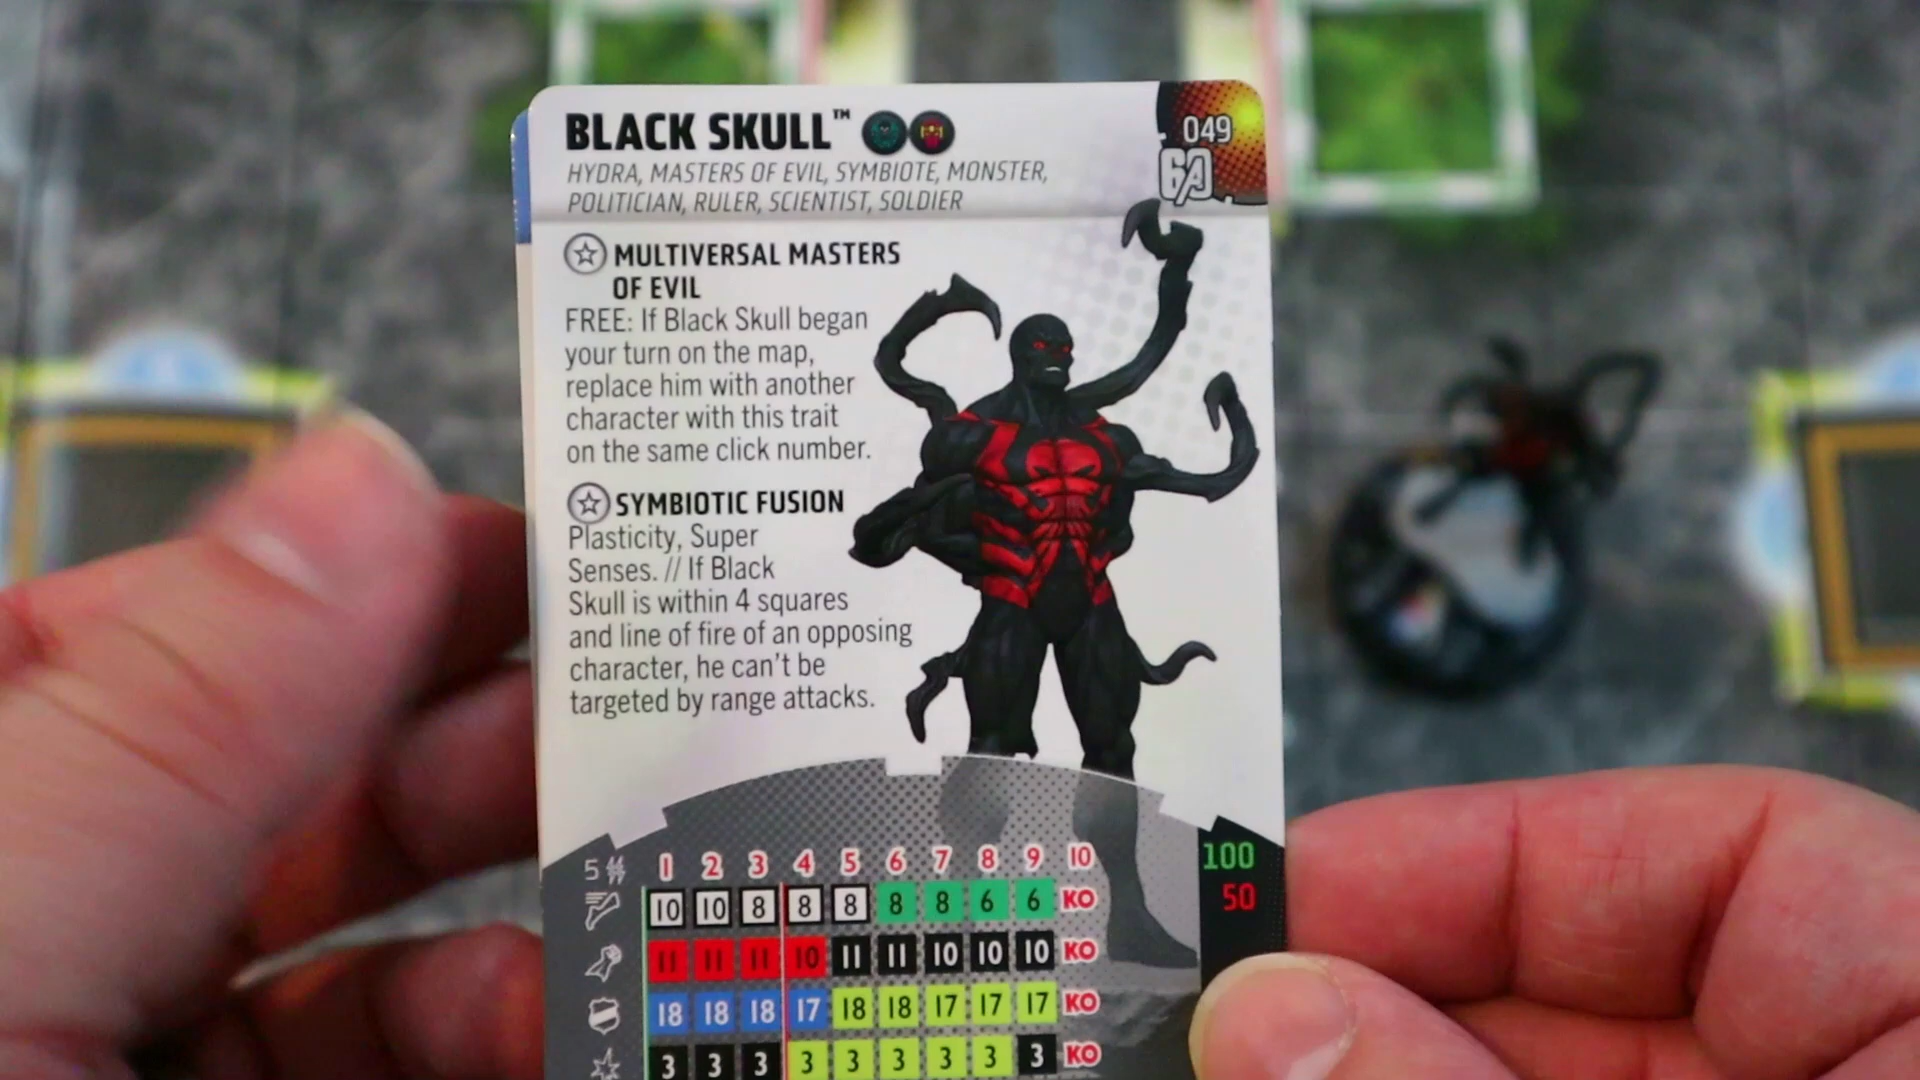 BLACK SKULL™
049
HYDRA, MASTERS OF EVIL, SYMBIOTE, MONSTER,
POLITICIAN, RULER, SCIENTIST, SOLDIER
MULTIVERSAL MASTERS
OF EVIL
FREE: If Black Skull began
your turn on the map,
replace him with another
character with this trait
on the same click number.
SYMBIOTIC FUSION
Plasticity, Super
Senses. // If Black
Skull is within 4 squares
and line of fire of an opposing
character, he can't be
targeted by range attacks.
5 1 2 3 4 5 6 7 8 9 10 100
10 10 8 8 8 8 8 6 6 KO 50
11 11 11 10 11 11 10 10 10 KO
18 18 18 17 18 18 17 17 17 KO
3 3 3 3 3 3 3 3 3 KO